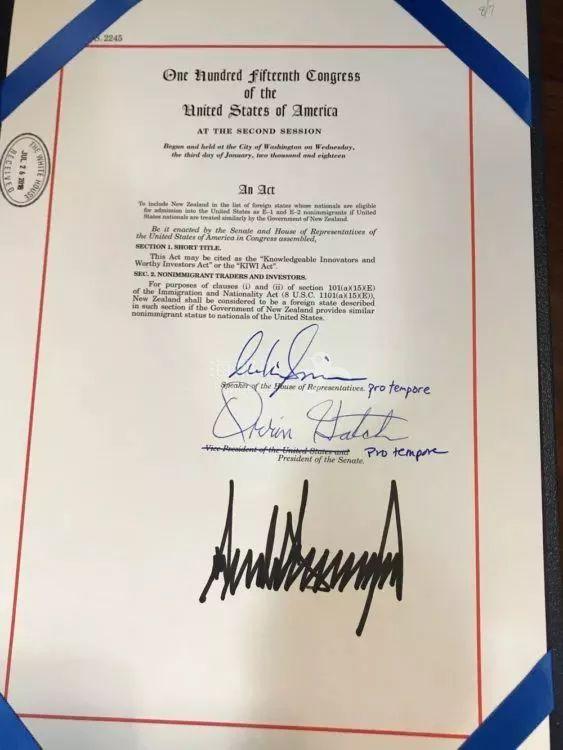 8/7
S. 2245
One Hundred Fifteenth Congress
of the
United States of America
AT THE SECOND SESSION
Begun and held at the City of Washington on Wednesday,
the third day of January, two thousand and eighteen
THE WHITE HOUSE
JUL 26 2018
RECEIVED
An Act
To include New Zealand in the list of foreign states whose nationals are eligible
for admission into the United States as E-1 and E-2 nonimmigrants if United
States nationals are treated similarly by the Government of New Zealand.
Be it enacted by the Senate and House of Representatives of
the United States of America in Congress assembled,
SECTION 1. SHORT TITLE.
This Act may be cited as the “Knowledgeable Innovators and
Worthy Investors Act” or the “KIWI Act”.
SEC. 2. NONIMMIGRANT TRADERS AND INVESTORS.
For purposes of clauses (i) and (ii) of section 101(a)(15)(E)
of the Immigration and Nationality Act (8 U.S.C. 1101(a)(15)(E)),
New Zealand shall be considered to be a foreign state described
in such section if the Government of New Zealand provides similar
nonimmigrant status to nationals of the United States.
Speaker of the House of Representatives. pro tempore
Orrin Hatch
Vice President of the United States and
President of the Senate. pro tempore